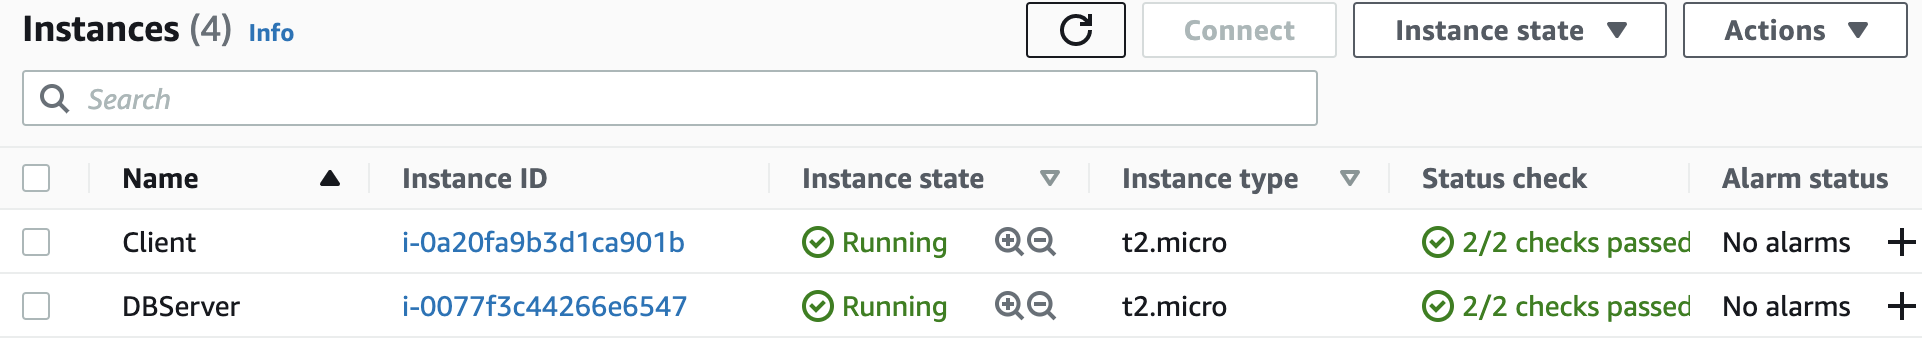 Instances (4) Info Connect Instance state Actions
Search
Name Instance ID Instance state Instance type Status check Alarm status
Client i-0a20fa9b3d1ca901b Running t2.micro 2/2 checks passed No alarms
DBServer i-0077f3c44266e6547 Running t2.micro 2/2 checks passed No alarms